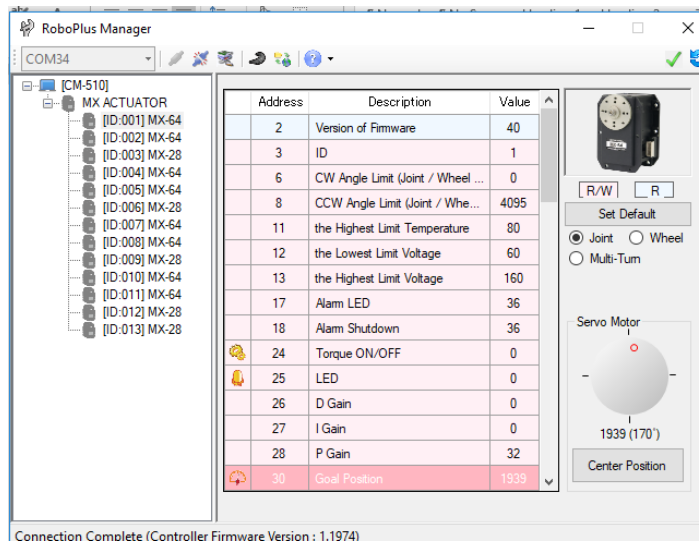 RoboPlus Manager
COM34
[CM-510]
MX ACTUATOR
[ID:001] MX-64
[ID:002] MX-64
[ID:003] MX-28
[ID:004] MX-64
[ID:005] MX-64
[ID:006] MX-28
[ID:007] MX-64
[ID:008] MX-64
[ID:009] MX-28
[ID:010] MX-64
[ID:011] MX-64
[ID:012] MX-28
[ID:013] MX-28
Address Description Value
2 Version of Firmware 40
3 ID 1
6 CW Angle Limit (Joint / Wheel ... 0
8 CCW Angle Limit (Joint / Whe... 4095
11 the Highest Limit Temperature 80
12 the Lowest Limit Voltage 60
13 the Highest Limit Voltage 160
17 Alarm LED 36
18 Alarm Shutdown 36
24 Torque ON/OFF 0
25 LED 0
26 D Gain 0
27 I Gain 0
28 P Gain 32
30 Goal Position 1939
R/W R
Set Default
Joint Wheel
Multi-Turn
Servo Motor
1939 (170˚)
Center Position
Connection Complete (Controller Firmware Version : 1.1974)